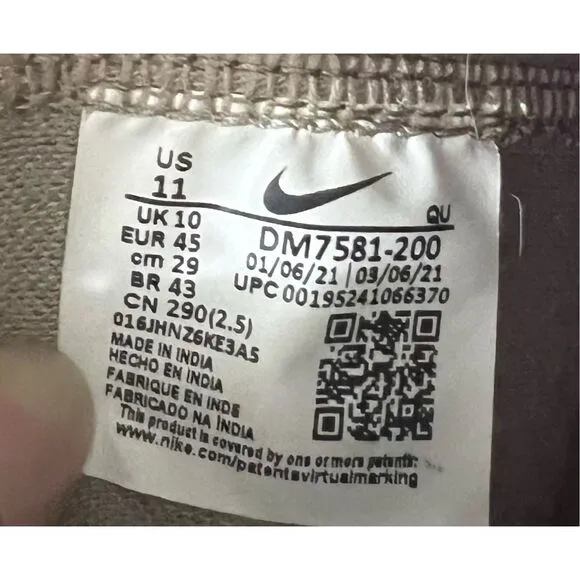 US
11
QU
UK 10
DM7581-200
EUR 45
01/06/21 | 03/06/21
cm 29
UPC 00195241066370
BR 43
CN 290(2.5)
016JHNZ6KE3A5
MADE IN INDIA
HECHO EN INDIA
FABRIQUE EN INDE
FABRICADO NA INDIA
This product is covered by one or more patents:
www.nike.com/patentsvirtualmarking